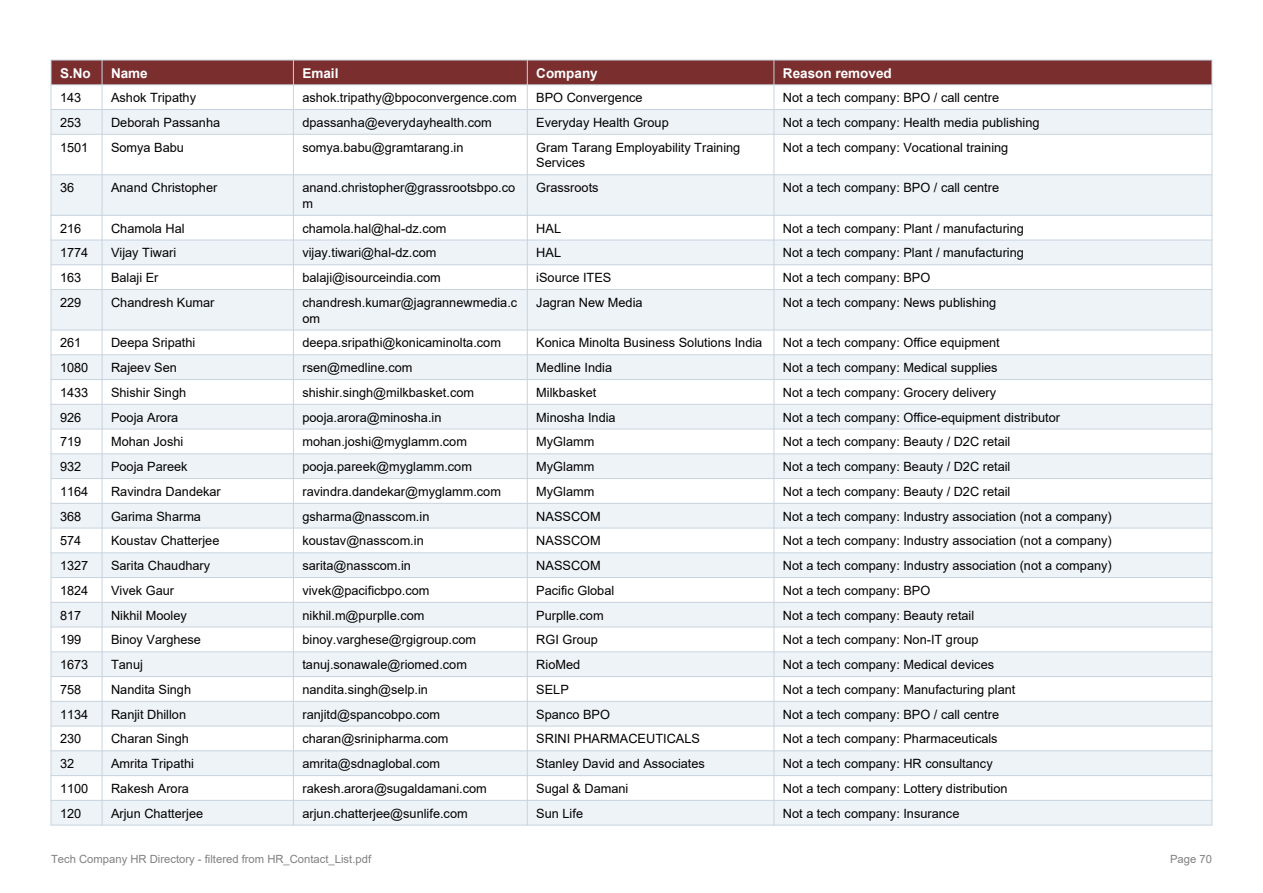 S.No Name Email Company Reason removed
143 Ashok Tripathy ashok.tripathy@bpoconvergence.com BPO Convergence Not a tech company: BPO / call centre
253 Deborah Passanha dpassanha@everydayhealth.com Everyday Health Group Not a tech company: Health media publishing
1501 Somya Babu somya.babu@gramtarang.in Gram Tarang Employability Training Not a tech company: Vocational training
Services
36 Anand Christopher anand.christopher@grassrootsbpo.co Grassroots Not a tech company: BPO / call centre
m
216 Chamola Hal chamola.hal@hal-dz.com HAL Not a tech company: Plant / manufacturing
1774 Vijay Tiwari vijay.tiwari@hal-dz.com HAL Not a tech company: Plant / manufacturing
163 Balaji Er balaji@isourceindia.com iSource ITES Not a tech company: BPO
229 Chandresh Kumar chandresh.kumar@jagrannewmedia.c Jagran New Media Not a tech company: News publishing
om
261 Deepa Sripathi deepa.sripathi@konicaminolta.com Konica Minolta Business Solutions India Not a tech company: Office equipment
1080 Rajeev Sen rsen@medline.com Medline India Not a tech company: Medical supplies
1433 Shishir Singh shishir.singh@milkbasket.com Milkbasket Not a tech company: Grocery delivery
926 Pooja Arora pooja.arora@minosha.in Minosha India Not a tech company: Office-equipment distributor
719 Mohan Joshi mohan.joshi@myglamm.com MyGlamm Not a tech company: Beauty / D2C retail
932 Pooja Pareek pooja.pareek@myglamm.com MyGlamm Not a tech company: Beauty / D2C retail
1164 Ravindra Dandekar ravindra.dandekar@myglamm.com MyGlamm Not a tech company: Beauty / D2C retail
368 Garima Sharma gsharma@nasscom.in NASSCOM Not a tech company: Industry association (not a company)
574 Koustav Chatterjee koustav@nasscom.in NASSCOM Not a tech company: Industry association (not a company)
1327 Sarita Chaudhary sarita@nasscom.in NASSCOM Not a tech company: Industry association (not a company)
1824 Vivek Gaur vivek@pacificbpo.com Pacific Global Not a tech company: BPO
817 Nikhil Mooley nikhil.m@purplle.com Purplle.com Not a tech company: Beauty retail
199 Binoy Varghese binoy.varghese@rgigroup.com RGI Group Not a tech company: Non-IT group
1673 Tanuj tanuj.sonawale@riomed.com RioMed Not a tech company: Medical devices
758 Nandita Singh nandita.singh@selp.in SELP Not a tech company: Manufacturing plant
1134 Ranjit Dhillon ranjitd@spancobpo.com Spanco BPO Not a tech company: BPO / call centre
230 Charan Singh charan@srinipharma.com SRINI PHARMACEUTICALS Not a tech company: Pharmaceuticals
32 Amrita Tripathi amrita@sdnaglobal.com Stanley David and Associates Not a tech company: HR consultancy
1100 Rakesh Arora rakesh.arora@sugaldamani.com Sugal & Damani Not a tech company: Lottery distribution
120 Arjun Chatterjee arjun.chatterjee@sunlife.com Sun Life Not a tech company: Insurance
Tech Company HR Directory - filtered from HR_Contact_List.pdf Page 70